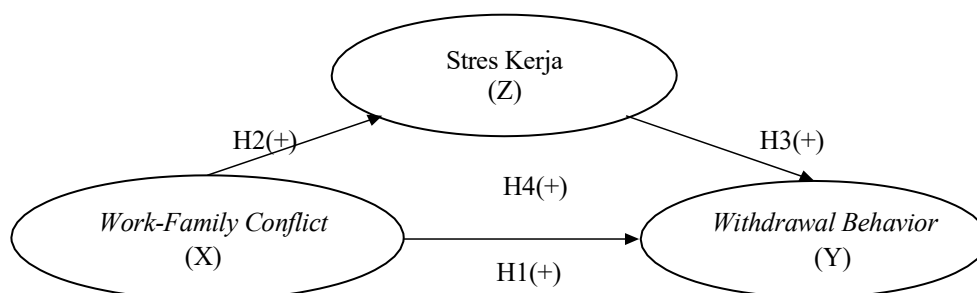 Stres Kerja
(Z)
H2(+)
H3(+)
H4(+)
Work-Family Conflict
(X)
Withdrawal Behavior
(Y)
H1(+)